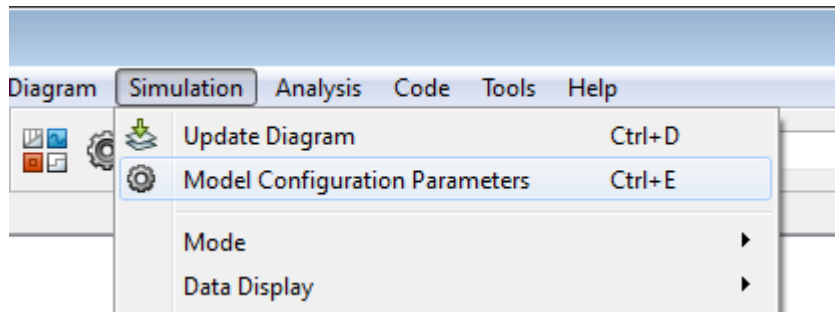 Diagram Simulation Analysis Code Tools Help
Update Diagram Ctrl+D
Model Configuration Parameters Ctrl+E
Mode
Data Display